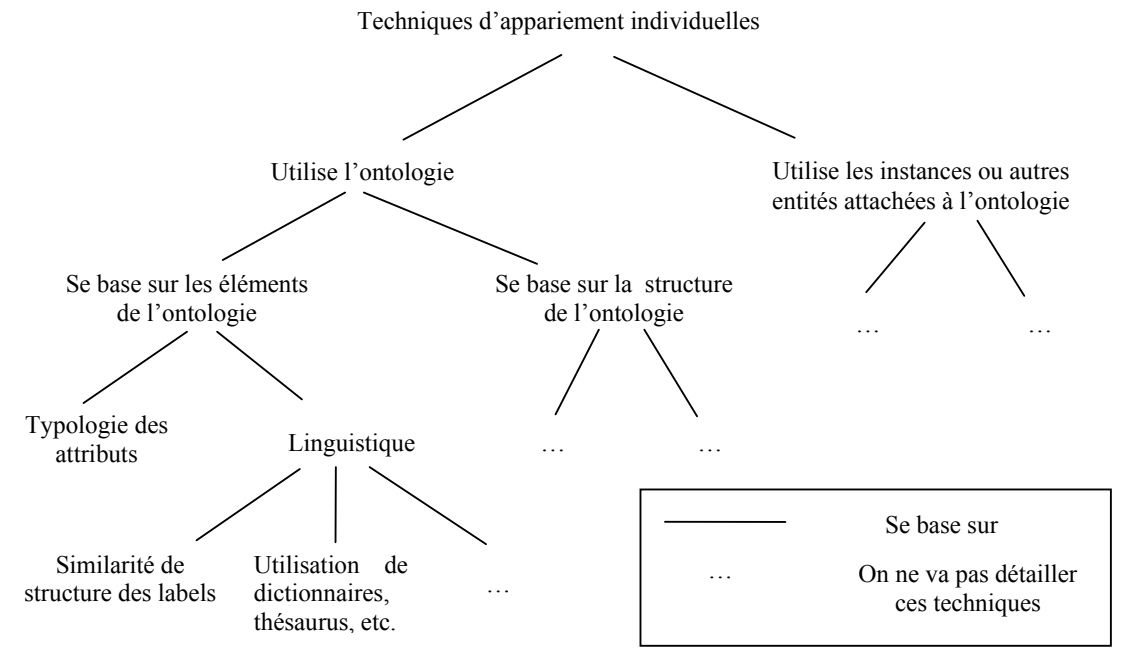 Techniques d'appariement individuelles
Utilise l'ontologie
Utilise les instances ou autres
entités attachées à l'ontologie
Se base sur les éléments
de l'ontologie
Se base sur la structure
de l'ontologie
…
…
Typologie des
attributs
Linguistique
…
…
Similarité de
structure des labels
Utilisation de
dictionnaires,
thésaurus, etc.
…
Se base sur
…
On ne va pas détailler
ces techniques